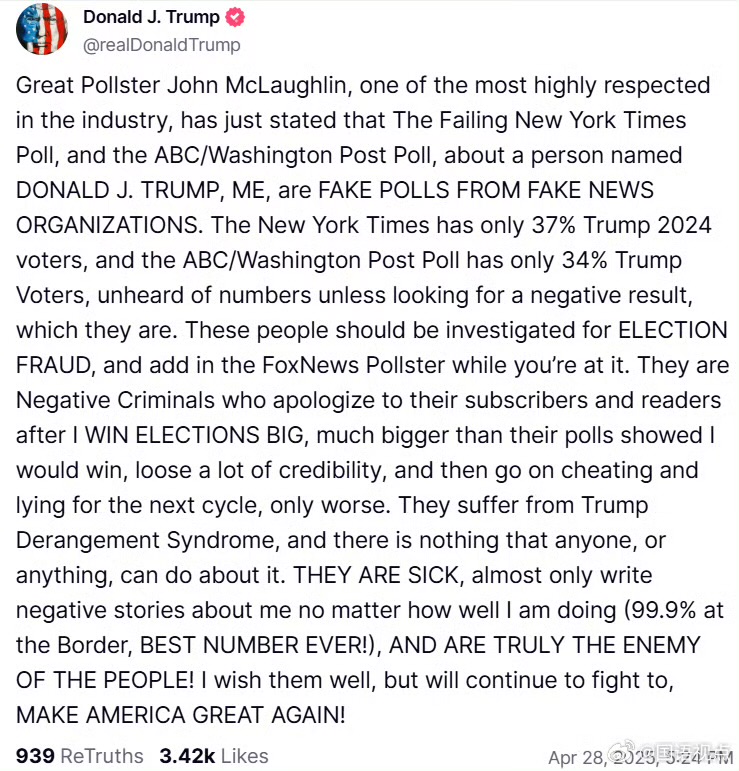 Donald J. Trump
@realDonaldTrump
Great Pollster John McLaughlin, one of the most highly respected
in the industry, has just stated that The Failing New York Times
Poll, and the ABC/Washington Post Poll, about a person named
DONALD J. TRUMP, ME, are FAKE POLLS FROM FAKE NEWS
ORGANIZATIONS. The New York Times has only 37% Trump 2024
voters, and the ABC/Washington Post Poll has only 34% Trump
Voters, unheard of numbers unless looking for a negative result,
which they are. These people should be investigated for ELECTION
FRAUD, and add in the FoxNews Pollster while you’re at it. They are
Negative Criminals who apologize to their subscribers and readers
after I WIN ELECTIONS BIG, much bigger than their polls showed I
would win, loose a lot of credibility, and then go on cheating and
lying for the next cycle, only worse. They suffer from Trump
Derangement Syndrome, and there is nothing that anyone, or
anything, can do about it. THEY ARE SICK, almost only write
negative stories about me no matter how well I am doing (99.9% at
the Border, BEST NUMBER EVER!), AND ARE TRULY THE ENEMY
OF THE PEOPLE! I wish them well, but will continue to fight to,
MAKE AMERICA GREAT AGAIN!
939 ReTruths 3.42k Likes
Apr 28, 2025, 5:24 PM